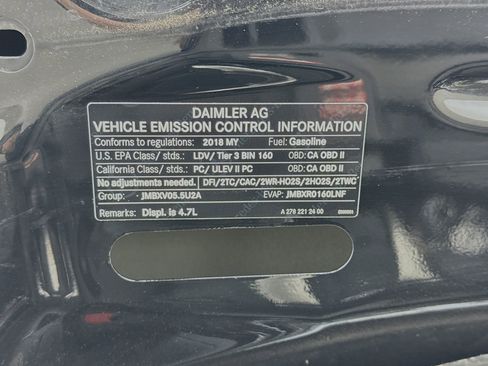 DAIMLER AG
VEHICLE EMISSION CONTROL INFORMATION
Conforms to regulations: 2018 MY Fuel: Gasoline
U.S. EPA Class/ stds.: LDV/ Tier 3 BIN 160 OBD: CA OBD II
California Class/ stds.: PC/ ULEV II PC OBD: CA OBD II
No adjustments needed. DFI/2TC/CAC/2WR-HO2S/2HO2S/2TWC
Group: JMBXV05.5U2A EVAP: JMBXR0160LNF
Remarks: Displ. is 4.7L A 278 221 24 00